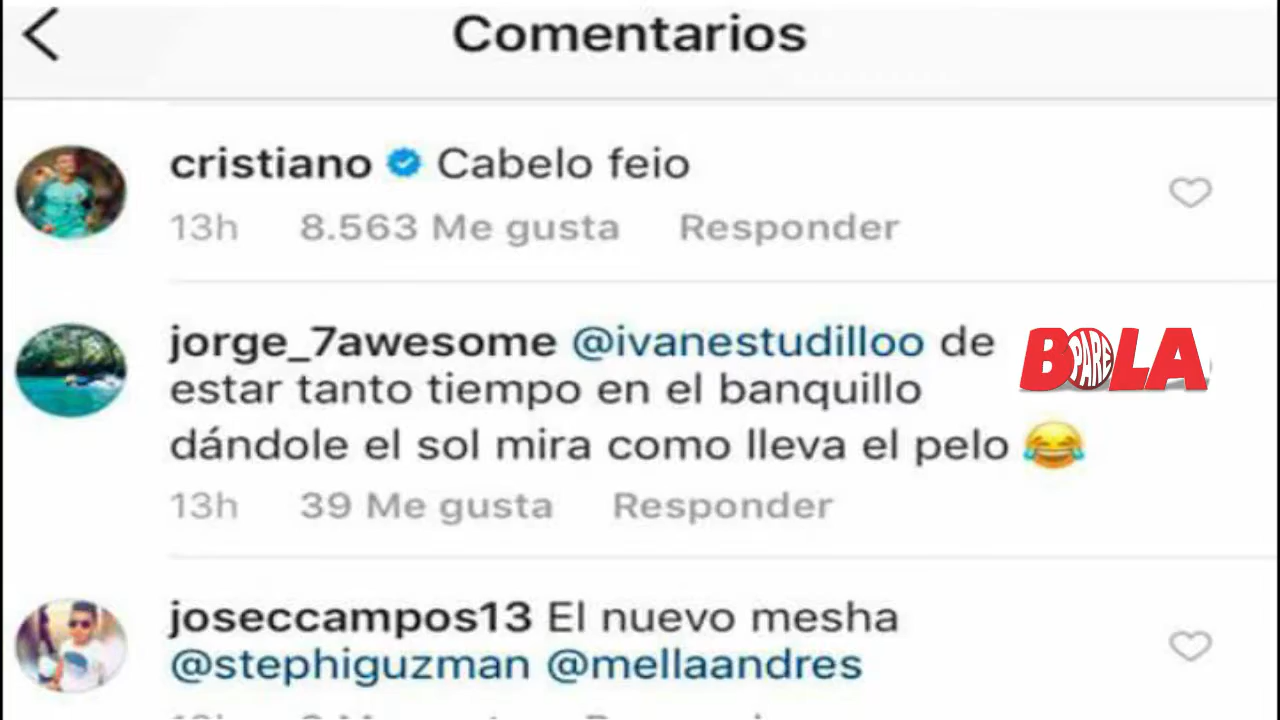 Comentarios
cristiano Cabelo feio
13h 8.563 Me gusta Responder
jorge_7awesome @ivanestudilloo de
estar tanto tiempo en el banquillo
dándole el sol mira como lleva el pelo 😂
13h 39 Me gusta Responder
BOLA
PARE
joseccampos13 El nuevo mesha
@stephiguzman @mellaandres